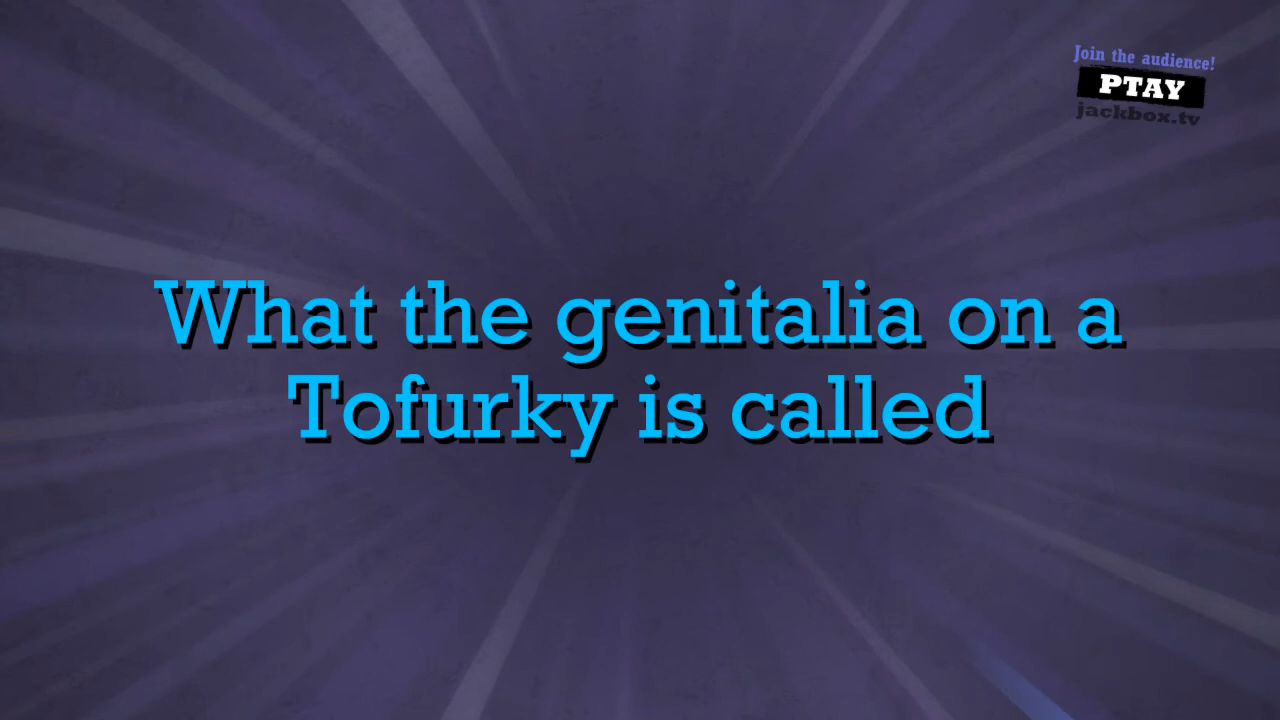 Join the audience!
PTAY
jackbox.tv
What the genitalia on a
Tofurky is called